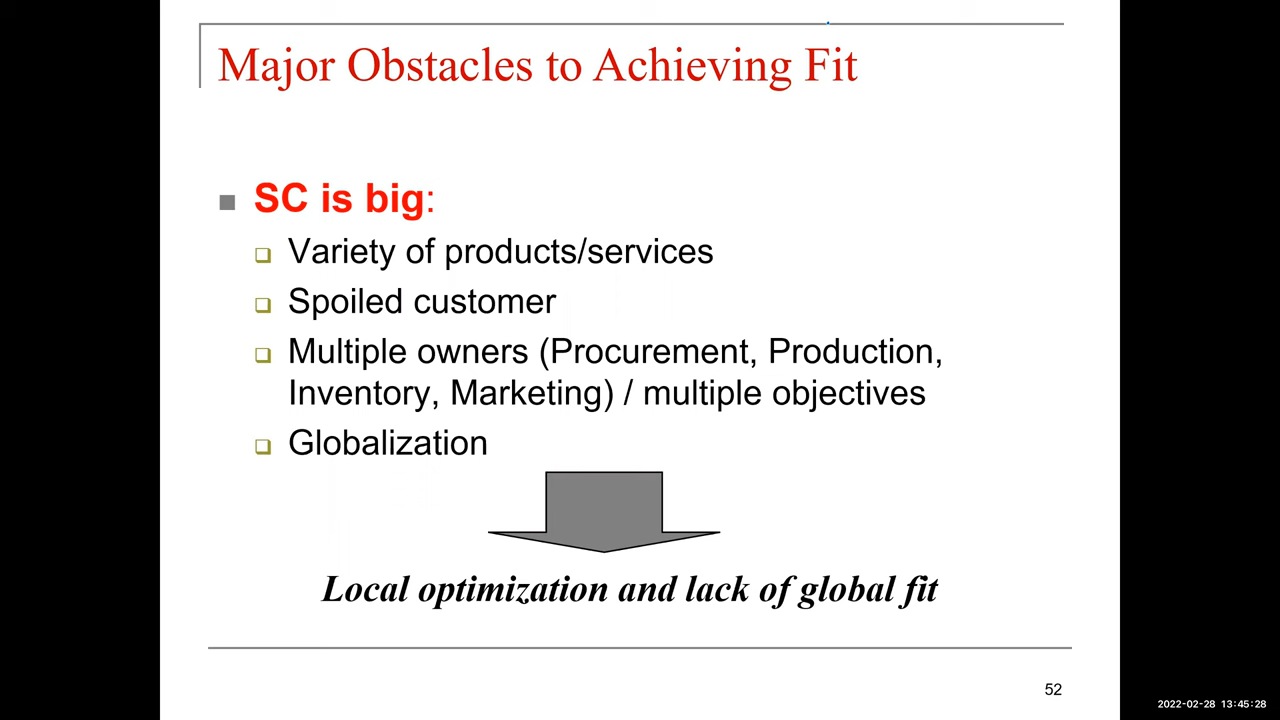 Major Obstacles to Achieving Fit
SC is big:
Variety of products/services
Spoiled customer
Multiple owners (Procurement, Production,
Inventory, Marketing) / multiple objectives
Globalization
Local optimization and lack of global fit
52
2022-02-28 13:45:28